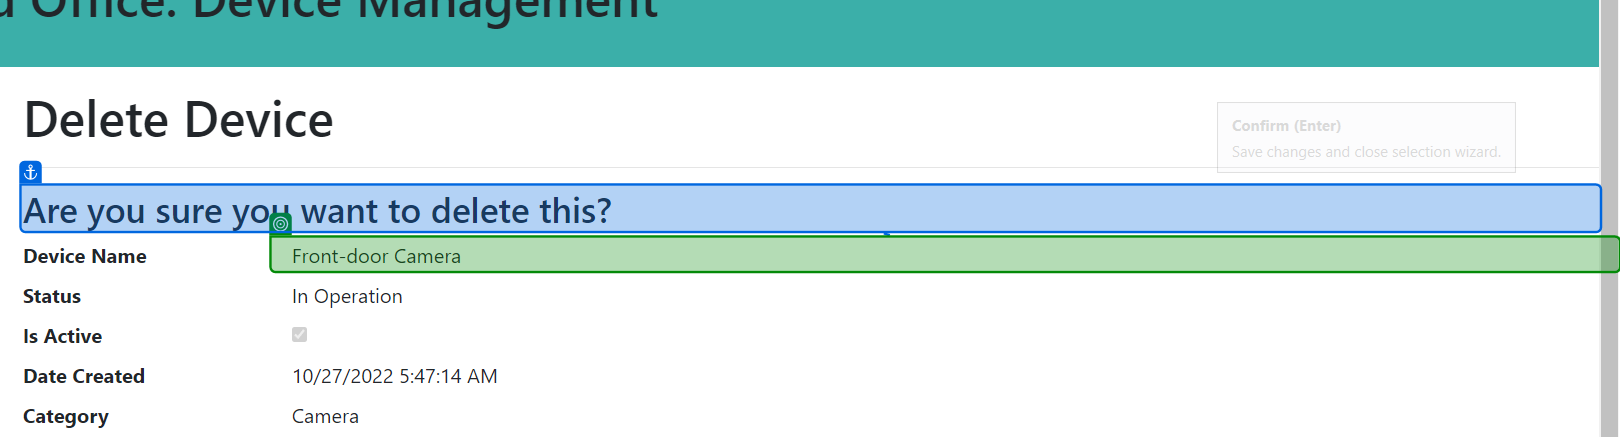 Office: Device Management
Delete Device
Confirm (Enter)
Save changes and close selection wizard.
Are you sure you want to delete this?
Device Name Front-door Camera
Status In Operation
Is Active
Date Created 10/27/2022 5:47:14 AM
Category Camera